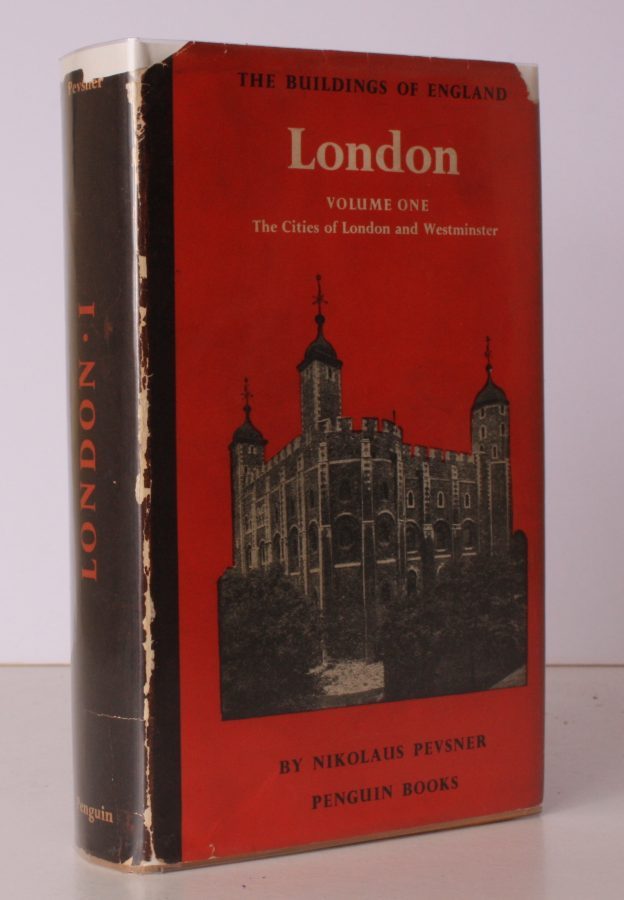 Pevsner
LONDON · I
Penguin
THE BUILDINGS OF ENGLAND
London
VOLUME ONE
The Cities of London and Westminster
BY NIKOLAUS PEVSNER
PENGUIN BOOKS